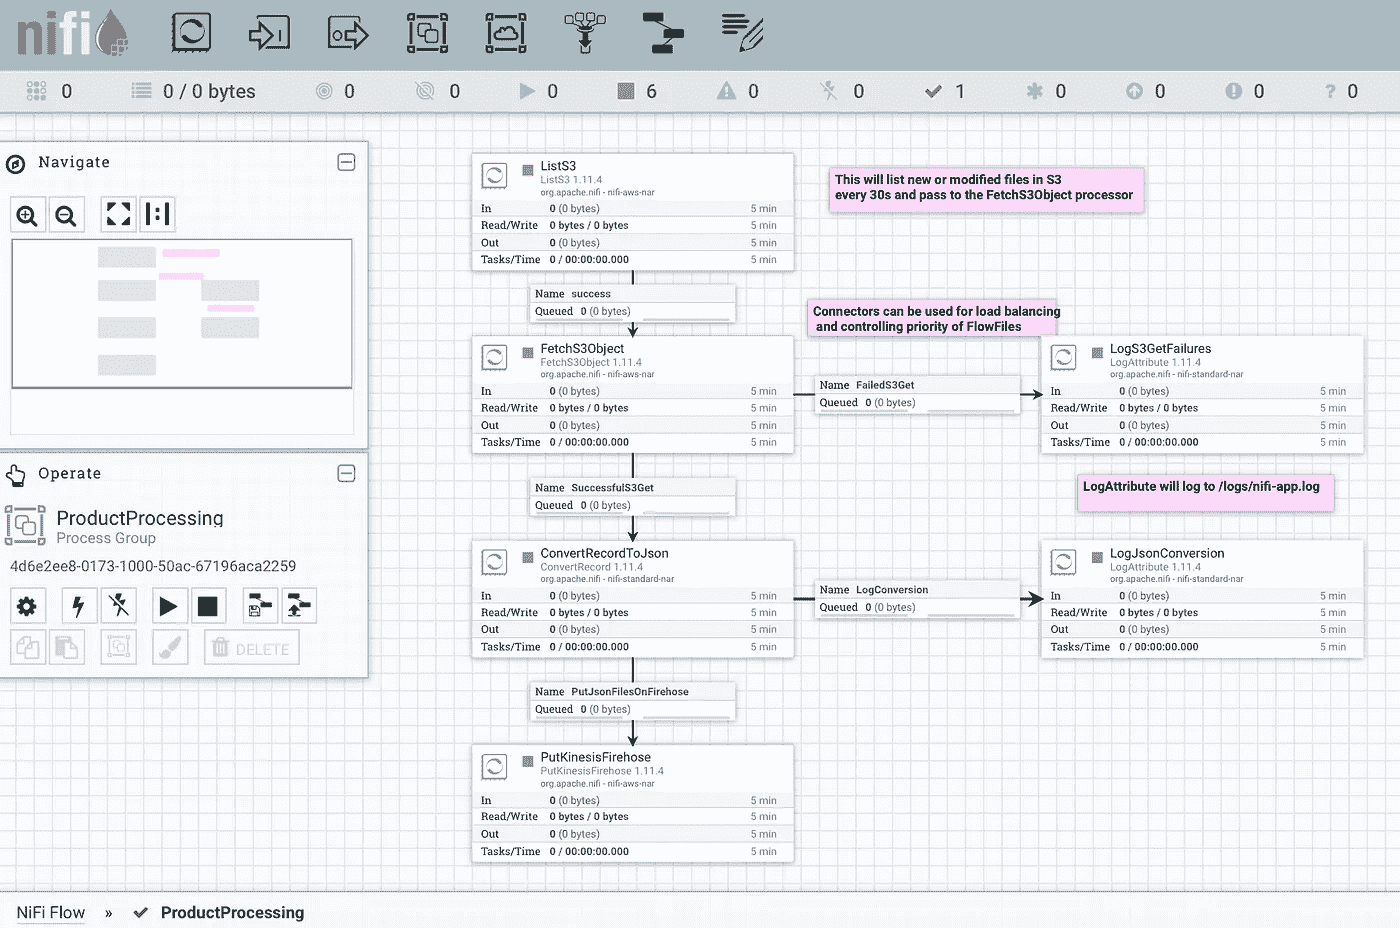 nifi
0 0 / 0 bytes 0 0 0 6 0 0 1 0 0 0 ? 0
Navigate
Operate
ProductProcessing
Process Group
4d6e2ee8-0173-1000-50ac-67196aca2259
DELETE
ListS3
ListS3 1.11.4
org.apache.nifi - nifi-aws-nar
In 0 (0 bytes) 5 min
Read/Write 0 bytes / 0 bytes 5 min
Out 0 (0 bytes) 5 min
Tasks/Time 0 / 00:00:00.000 5 min
This will list new or modified files in S3
every 30s and pass to the FetchS3Object processor
Name success
Queued 0 (0 bytes)
Connectors can be used for load balancing
and controlling priority of FlowFiles
FetchS3Object
FetchS3Object 1.11.4
org.apache.nifi - nifi-aws-nar
In 0 (0 bytes) 5 min
Read/Write 0 bytes / 0 bytes 5 min
Out 0 (0 bytes) 5 min
Tasks/Time 0 / 00:00:00.000 5 min
Name FailedS3Get
Queued 0 (0 bytes)
LogS3GetFailures
LogAttribute 1.11.4
org.apache.nifi - nifi-standard-nar
In 0 (0 bytes) 5 min
Read/Write 0 bytes / 0 bytes 5 min
Out 0 (0 bytes) 5 min
Tasks/Time 0 / 00:00:00.000 5 min
Name SuccessfulS3Get
Queued 0 (0 bytes)
LogAttribute will log to /logs/nifi-app.log
ConvertRecordToJson
ConvertRecord 1.11.4
org.apache.nifi - nifi-standard-nar
In 0 (0 bytes) 5 min
Read/Write 0 bytes / 0 bytes 5 min
Out 0 (0 bytes) 5 min
Tasks/Time 0 / 00:00:00.000 5 min
Name LogConversion
Queued 0 (0 bytes)
LogJsonConversion
LogAttribute 1.11.4
org.apache.nifi - nifi-standard-nar
In 0 (0 bytes) 5 min
Read/Write 0 bytes / 0 bytes 5 min
Out 0 (0 bytes) 5 min
Tasks/Time 0 / 00:00:00.000 5 min
Name PutJsonFilesOnFirehose
Queued 0 (0 bytes)
PutKinesisFirehose
PutKinesisFirehose 1.11.4
org.apache.nifi - nifi-aws-nar
In 0 (0 bytes) 5 min
Read/Write 0 bytes / 0 bytes 5 min
Out 0 (0 bytes) 5 min
Tasks/Time 0 / 00:00:00.000 5 min
NiFi Flow » ProductProcessing